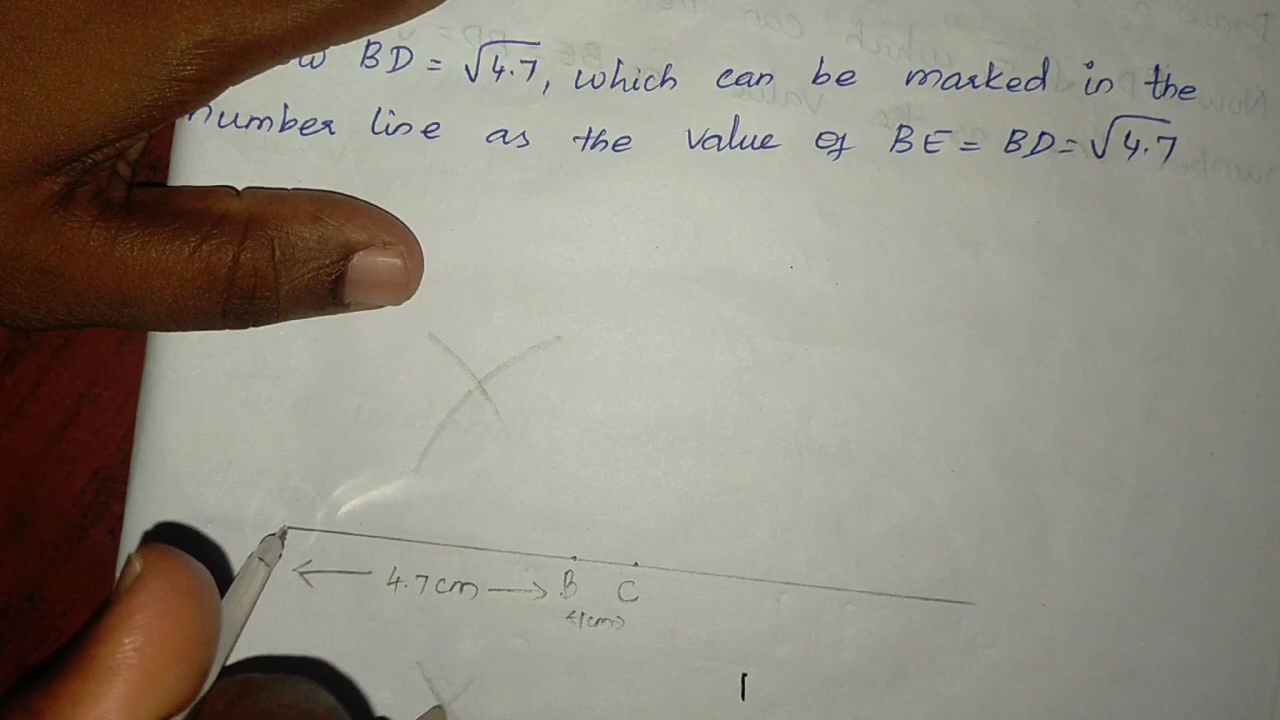 BD = √4.7, which can be marked in the
number line as the value of BE = BD = √4.7
← 4.7cm → B C
<1cm>